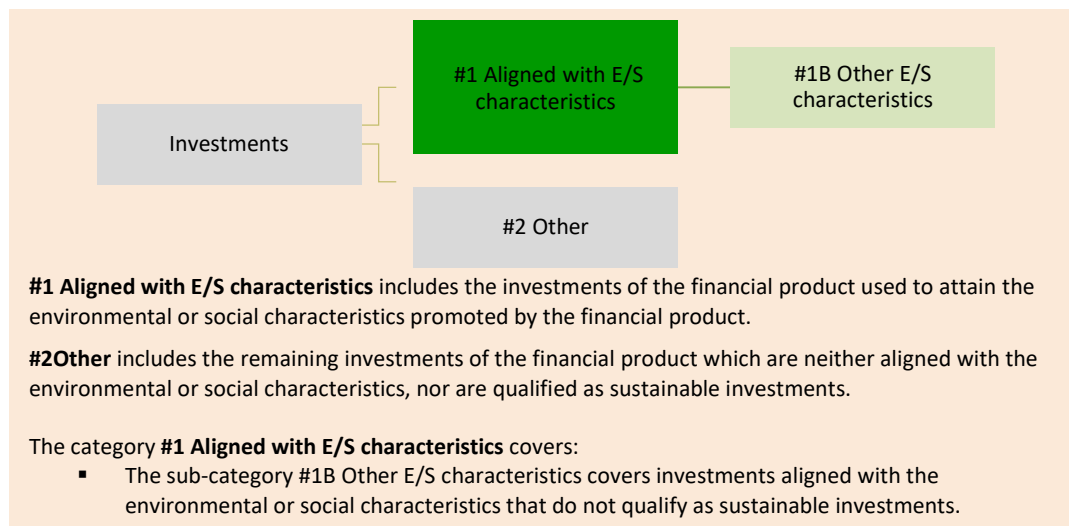 #1 Aligned with E/S
characteristics
#1B Other E/S
characteristics
Investments
#2 Other
#1 Aligned with E/S characteristics includes the investments of the financial product used to attain the
environmental or social characteristics promoted by the financial product.
#2Other includes the remaining investments of the financial product which are neither aligned with the
environmental or social characteristics, nor are qualified as sustainable investments.
The category #1 Aligned with E/S characteristics covers:
▪ The sub-category #1B Other E/S characteristics covers investments aligned with the
environmental or social characteristics that do not qualify as sustainable investments.